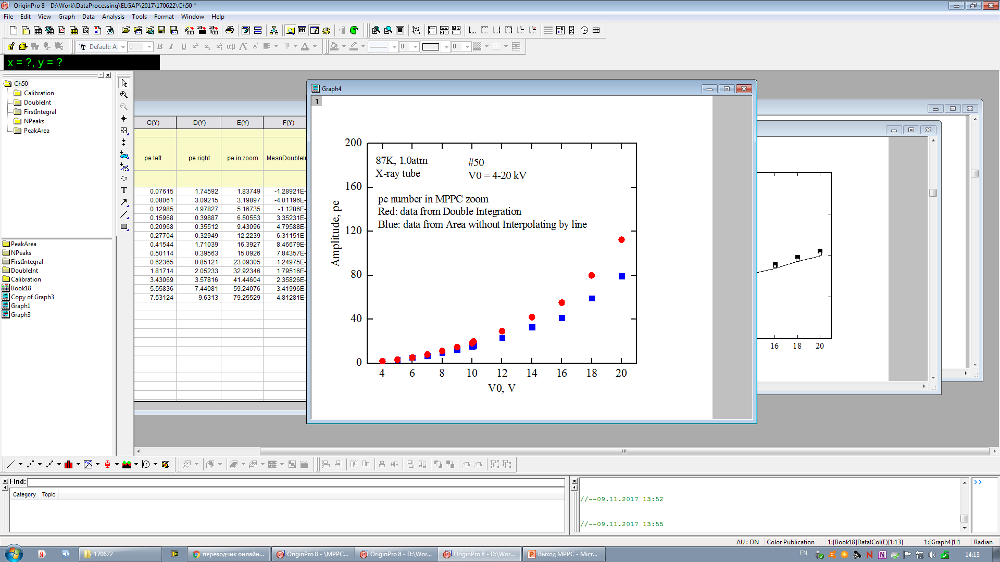 OriginPro 8 - D:\Work\DataProcessing\ELGAP\2017\170622\Ch50 *
File Edit View Graph Data Analysis Tools Format Window Help
Default: A 0 B I U αβ A A 0 0
x = ?, y = ?
Ch50
Calibration
DoubleInt
FirstIntegral
NPeaks
PeakArea
PeakArea
NPeaks
FirstIntegral
DoubleInt
Calibration
Book18
Copy of Graph3
Graph1
Graph3
C(Y) D(Y) E(Y) F(Y)
pe left pe right pe in zoom MeanDoubleIn
0.07615 1.74592 1.83749 -1.28921E-
0.08061 3.09215 3.19897 -4.01196E-
0.12985 4.97827 5.16735 -1.1286E-
0.15968 0.39887 6.50553 3.35231E-
0.20968 0.35512 9.43096 4.79588E-
0.27704 0.32949 12.2239 6.31151E-
0.41544 1.71039 16.3927 8.46679E-
0.50114 0.39563 15.0926 7.84357E-
0.62365 0.85121 23.09305 1.24975E-
1.81714 2.05233 32.92346 1.79516E-
3.43069 3.57816 41.44604 2.35826E-
5.55836 7.44081 59.24076 3.41996E-
7.53124 9.6313 79.25529 4.81281E-
Graph4
1
200
160
120
80
40
0
Amplitude, pe
87K, 1.0atm
X-ray tube
#50
V0 = 4-20 kV
pe number in MPPC zoom
Red: data from Double Integration
Blue: data from Area without Interpolating by line
4 6 8 10 12 14 16 18 20
V0, V
16 18 20
Find:
Category Topic
//--09.11.2017 13:52
//--09.11.2017 13:55
>>
AU : ON Color Publication 1:[Book18]Data!Col(E)[1:13] 1:[Graph4]1!1 Radian
170622
переводчик онлайн...
OriginPro 8 - \MPPC...
OriginPro 8 - D:\Wor...
OriginPro 8 - D:\Wor...
Выход MPPC - Micr...
EN
14:13